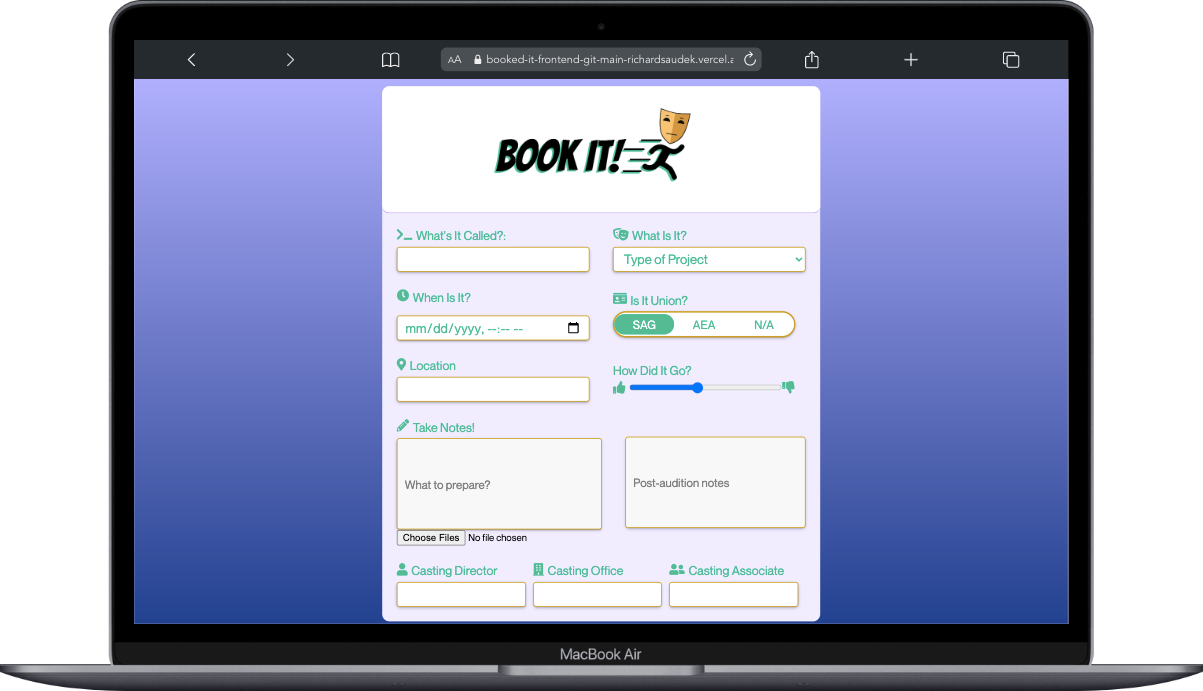 AA booked-it-frontend-git-main-richardsaudek.vercel.a
BOOK IT!
What's It Called?:
What Is It?
Type of Project
When Is It?
mm/dd/yyyy, --:-- --
Is It Union?
SAG AEA N/A
Location
How Did It Go?
Take Notes!
What to prepare?
Post-audition notes
Choose Files No file chosen
Casting Director
Casting Office
Casting Associate
MacBook Air